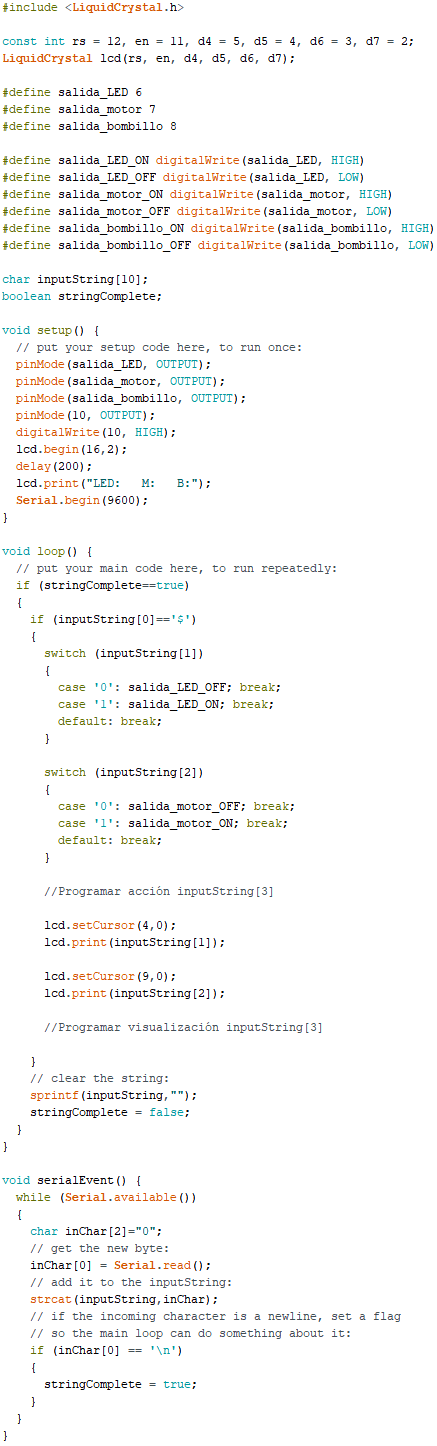 #include <LiquidCrystal.h>

const int rs = 12, en = 11, d4 = 5, d5 = 4, d6 = 3, d7 = 2;
LiquidCrystal lcd(rs, en, d4, d5, d6, d7);

#define salida_LED 6
#define salida_motor 7
#define salida_bombillo 8

#define salida_LED_ON digitalWrite(salida_LED, HIGH)
#define salida_LED_OFF digitalWrite(salida_LED, LOW)
#define salida_motor_ON digitalWrite(salida_motor, HIGH)
#define salida_motor_OFF digitalWrite(salida_motor, LOW)
#define salida_bombillo_ON digitalWrite(salida_bombillo, HIGH)
#define salida_bombillo_OFF digitalWrite(salida_bombillo, LOW)

char inputString[10];
boolean stringComplete;

void setup() {
  // put your setup code here, to run once:
  pinMode(salida_LED, OUTPUT);
  pinMode(salida_motor, OUTPUT);
  pinMode(salida_bombillo, OUTPUT);
  pinMode(10, OUTPUT);
  digitalWrite(10, HIGH);
  lcd.begin(16,2);
  delay(200);
  lcd.print("LED:   M:   B:");
  Serial.begin(9600);
}

void loop() {
  // put your main code here, to run repeatedly:
  if (stringComplete==true)
  {
    if (inputString[0]=='$')
    {
      switch (inputString[1])
      {
        case '0': salida_LED_OFF; break;
        case '1': salida_LED_ON; break;
        default: break;
      }

      switch (inputString[2])
      {
        case '0': salida_motor_OFF; break;
        case '1': salida_motor_ON; break;
        default: break;
      }

      //Programar acción inputString[3]

      lcd.setCursor(4,0);
      lcd.print(inputString[1]);

      lcd.setCursor(9,0);
      lcd.print(inputString[2]);

      //Programar visualización inputString[3]

    }
    // clear the string:
    sprintf(inputString,"");
    stringComplete = false;
  }
}

void serialEvent() {
  while (Serial.available())
  {
    char inChar[2]="0";
    // get the new byte:
    inChar[0] = Serial.read();
    // add it to the inputString:
    strcat(inputString,inChar);
    // if the incoming character is a newline, set a flag
    // so the main loop can do something about it:
    if (inChar[0] == '\n')
    {
      stringComplete = true;
    }
  }
}